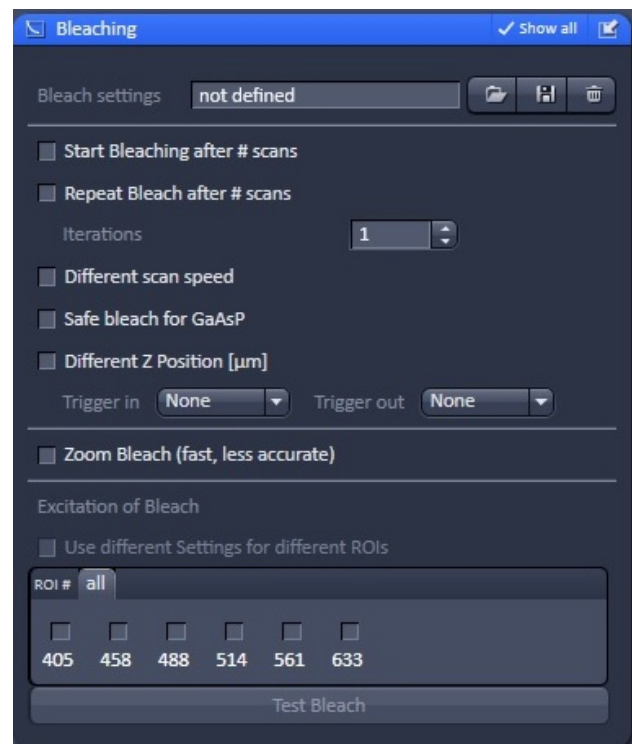 Bleaching Show all
Bleach settings not defined
Start Bleaching after # scans
Repeat Bleach after # scans
Iterations 1
Different scan speed
Safe bleach for GaAsP
Different Z Position [µm]
Trigger in None Trigger out None
Zoom Bleach (fast, less accurate)
Excitation of Bleach
Use different Settings for different ROIs
ROI # all
405 458 488 514 561 633
Test Bleach